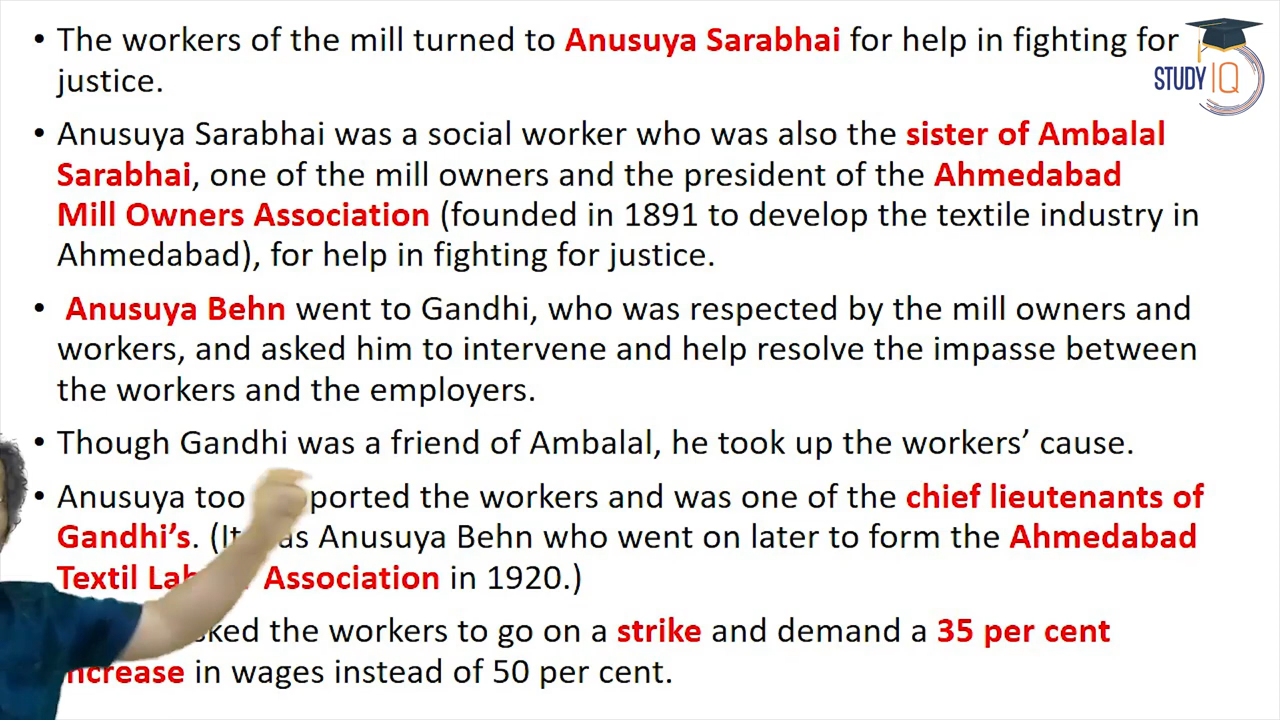 • The workers of the mill turned to Anusuya Sarabhai for help in fighting for
justice.
• Anusuya Sarabhai was a social worker who was also the sister of Ambalal
Sarabhai, one of the mill owners and the president of the Ahmedabad
Mill Owners Association (founded in 1891 to develop the textile industry in
Ahmedabad), for help in fighting for justice.
• Anusuya Behn went to Gandhi, who was respected by the mill owners and
workers, and asked him to intervene and help resolve the impasse between
the workers and the employers.
• Though Gandhi was a friend of Ambalal, he took up the workers’ cause.
• Anusuya too ported the workers and was one of the chief lieutenants of
Gandhi’s. (It as Anusuya Behn who went on later to form the Ahmedabad
Textil Lab Association in 1920.)
sked the workers to go on a strike and demand a 35 per cent
ncrease in wages instead of 50 per cent.
STUDY IQ